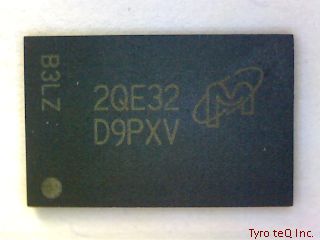 B3LZ
2QE32
D9PXV
M
Tyro teQ Inc.